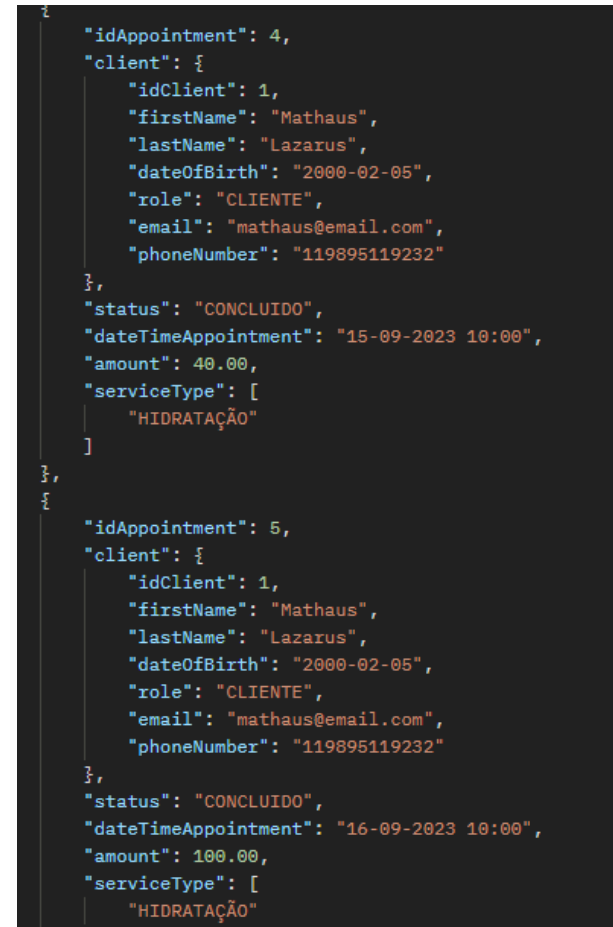 {
"idAppointment": 4,
"client": {
"idClient": 1,
"firstName": "Mathaus",
"lastName": "Lazarus",
"dateOfBirth": "2000-02-05",
"role": "CLIENTE",
"email": "mathaus@email.com",
"phoneNumber": "119895119232"
},
"status": "CONCLUIDO",
"dateTimeAppointment": "15-09-2023 10:00",
"amount": 40.00,
"serviceType": [
"HIDRATAÇÃO"
]
},
{
"idAppointment": 5,
"client": {
"idClient": 1,
"firstName": "Mathaus",
"lastName": "Lazarus",
"dateOfBirth": "2000-02-05",
"role": "CLIENTE",
"email": "mathaus@email.com",
"phoneNumber": "119895119232"
},
"status": "CONCLUIDO",
"dateTimeAppointment": "16-09-2023 10:00",
"amount": 100.00,
"serviceType": [
"HIDRATAÇÃO"